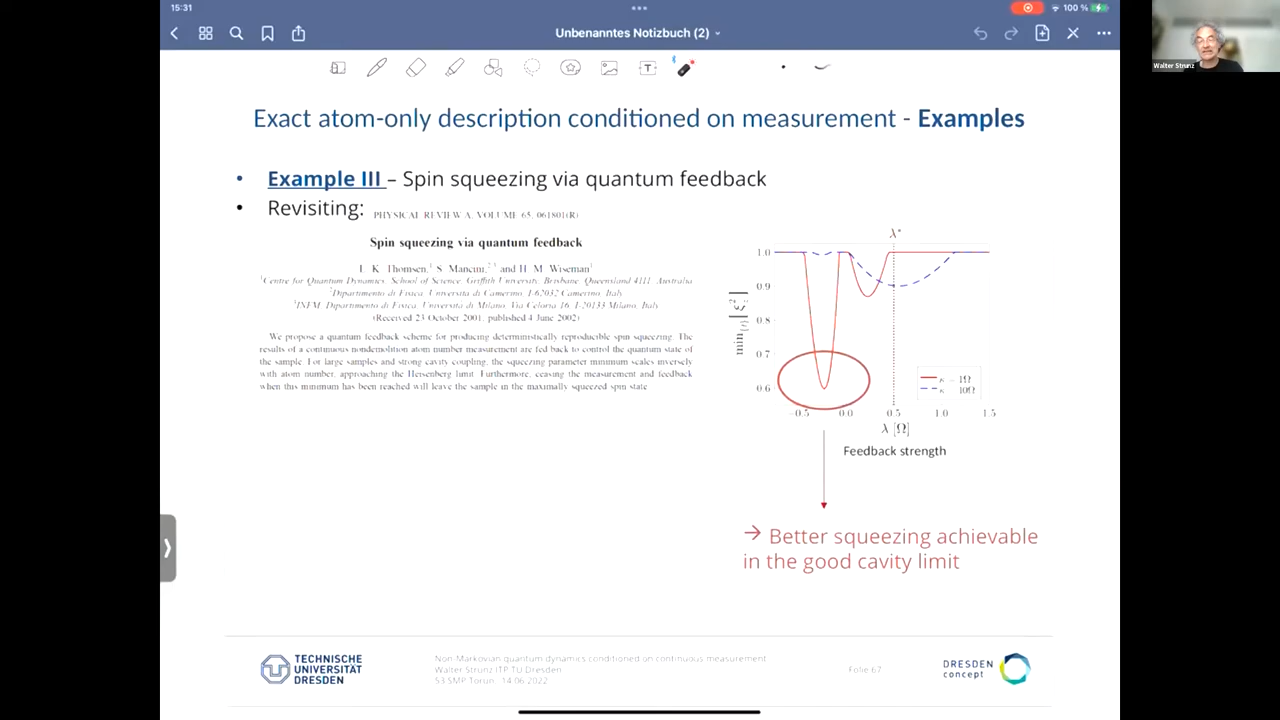 15:31
100 %
Unbenanntes Notizbuch (2)
Walter Strunz
Exact atom-only description conditioned on measurement - Examples
• Example III – Spin squeezing via quantum feedback
• Revisiting:
PHYSICAL REVIEW A, VOLUME 65, 061801(R)
Spin squeezing via quantum feedback
L. K. Thomsen,1 S. Mancini,2,3 and H. M. Wiseman1
1Centre for Quantum Dynamics, School of Science, Griffith University, Brisbane, Queensland 4111, Australia
2Dipartimento di Fisica, Università di Camerino, I-62032 Camerino, Italy
3INFM, Dipartimento di Fisica, Università di Milano, Via Celoria 16, I-20133 Milano, Italy
(Received 23 October 2001; published 4 June 2002)
We propose a quantum feedback scheme for producing deterministically reproducible spin squeezing. The
results of a continuous nondemolition atom number measurement are fed back to control the quantum state of
the sample. For large samples and strong cavity coupling, the squeezing parameter minimum scales inversely
with atom number, approaching the Heisenberg limit. Furthermore, ceasing the measurement and feedback
when this minimum has been reached will leave the sample in the maximally squeezed spin state
λ*
1.0
0.9
0.8
0.7
0.6
κ = 1Ω
κ = 10Ω
−0.5 0.0 0.5 1.0 1.5
λ [Ω]
Feedback strength
→ Better squeezing achievable
in the good cavity limit
TECHNISCHE
UNIVERSITÄT
DRESDEN
Non-Markovian quantum dynamics conditioned on continuous measurement
Walter Strunz ITP TU Dresden
53 SMP Torun, 14.06.2022
Folie 67
DRESDEN
concept